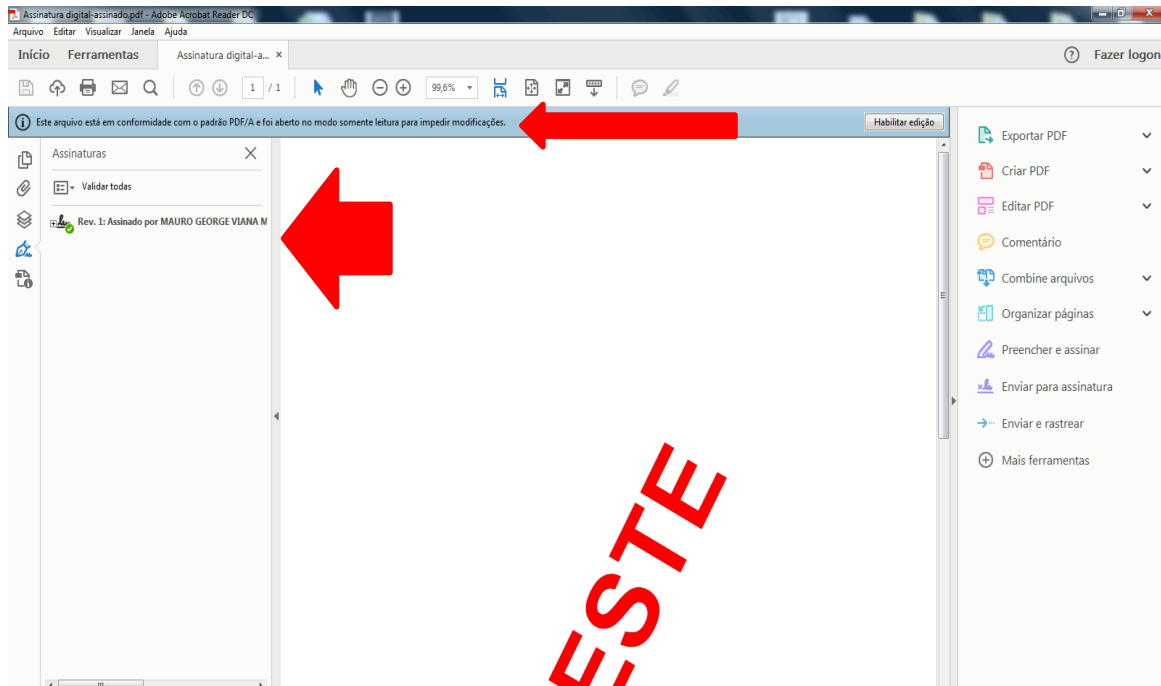 Assinatura digital-assinado.pdf - Adobe Acrobat Reader DC
Arquivo Editar Visualizar Janela Ajuda
Início Ferramentas Assinatura digital-a... × ? Fazer logon
1 / 1 99,6%
Este arquivo está em conformidade com o padrão PDF/A e foi aberto no modo somente leitura para impedir modificações. Habilitar edição
Assinaturas
Validar todas
Rev. 1: Assinado por MAURO GEORGE VIANA M
Exportar PDF
Criar PDF
Editar PDF
Comentário
Combine arquivos
Organizar páginas
Preencher e assinar
Enviar para assinatura
Enviar e rastrear
Mais ferramentas
ESTE